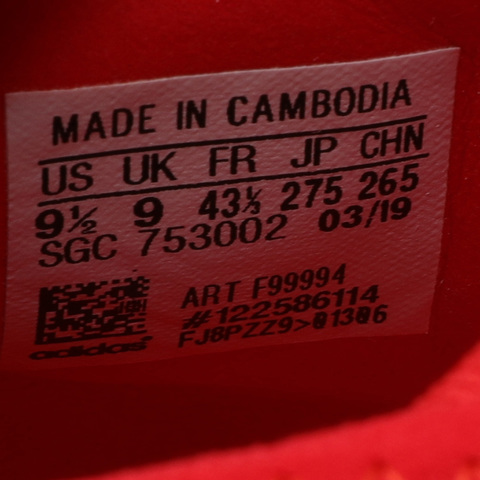 MADE IN CAMBODIA
US UK FR JP CHN
9½ 9 43⅓ 275 265
SGC 753002 03/19
ART F99994
#122586114
FJ8PZZ9>01306
adidas